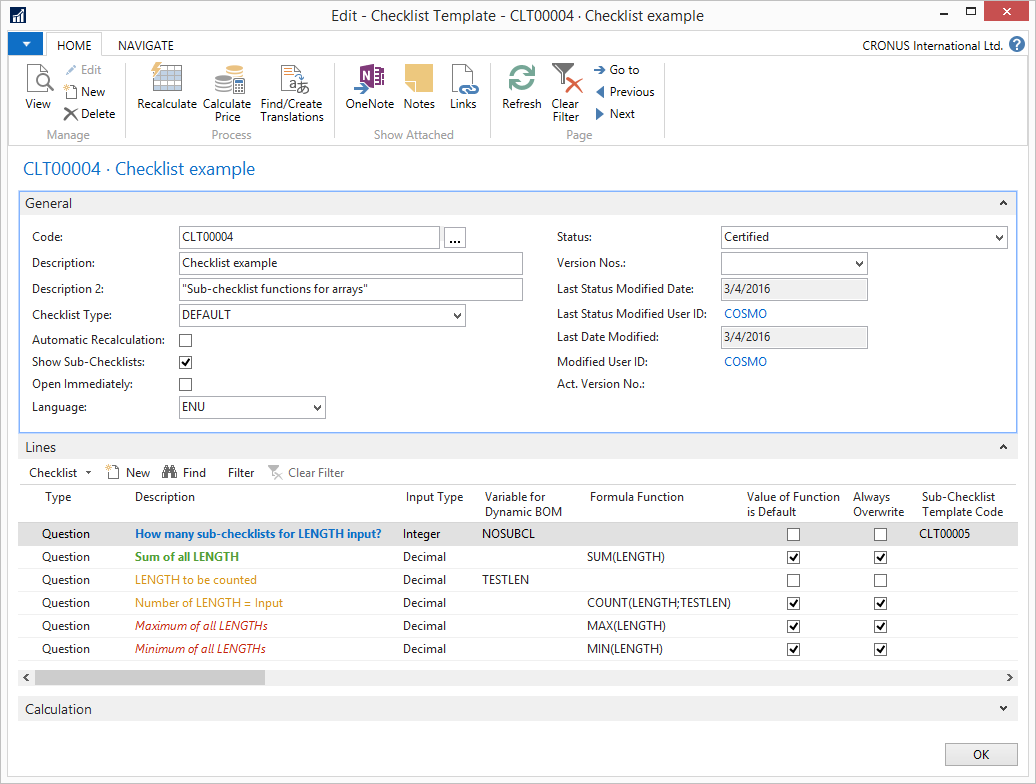 Edit - Checklist Template - CLT00004 · Checklist example
HOME NAVIGATE CRONUS International Ltd. ?
View
Edit
New
Delete
Manage
Recalculate
Calculate Price
Find/Create Translations
Process
OneNote
Notes
Links
Show Attached
Refresh
Clear Filter
Go to
Previous
Next
Page
CLT00004 · Checklist example
General
Code: CLT00004 ...
Description: Checklist example
Description 2: "Sub-checklist functions for arrays"
Checklist Type: DEFAULT
Automatic Recalculation:
Show Sub-Checklists:
Open Immediately:
Language: ENU
Status: Certified
Version Nos.:
Last Status Modified Date: 3/4/2016
Last Status Modified User ID: COSMO
Last Date Modified: 3/4/2016
Modified User ID: COSMO
Act. Version No.:
Lines
Checklist New Find Filter Clear Filter
Type Description Input Type Variable for Dynamic BOM Formula Function Value of Function is Default Always Overwrite Sub-Checklist Template Code
Question How many sub-checklists for LENGTH input? Integer NOSUBCL CLT00005
Question Sum of all LENGTH Decimal SUM(LENGTH)
Question LENGTH to be counted Decimal TESTLEN
Question Number of LENGTH = Input Decimal COUNT(LENGTH;TESTLEN)
Question Maximum of all LENGTHs Decimal MAX(LENGTH)
Question Minimum of all LENGTHs Decimal MIN(LENGTH)
Calculation
OK